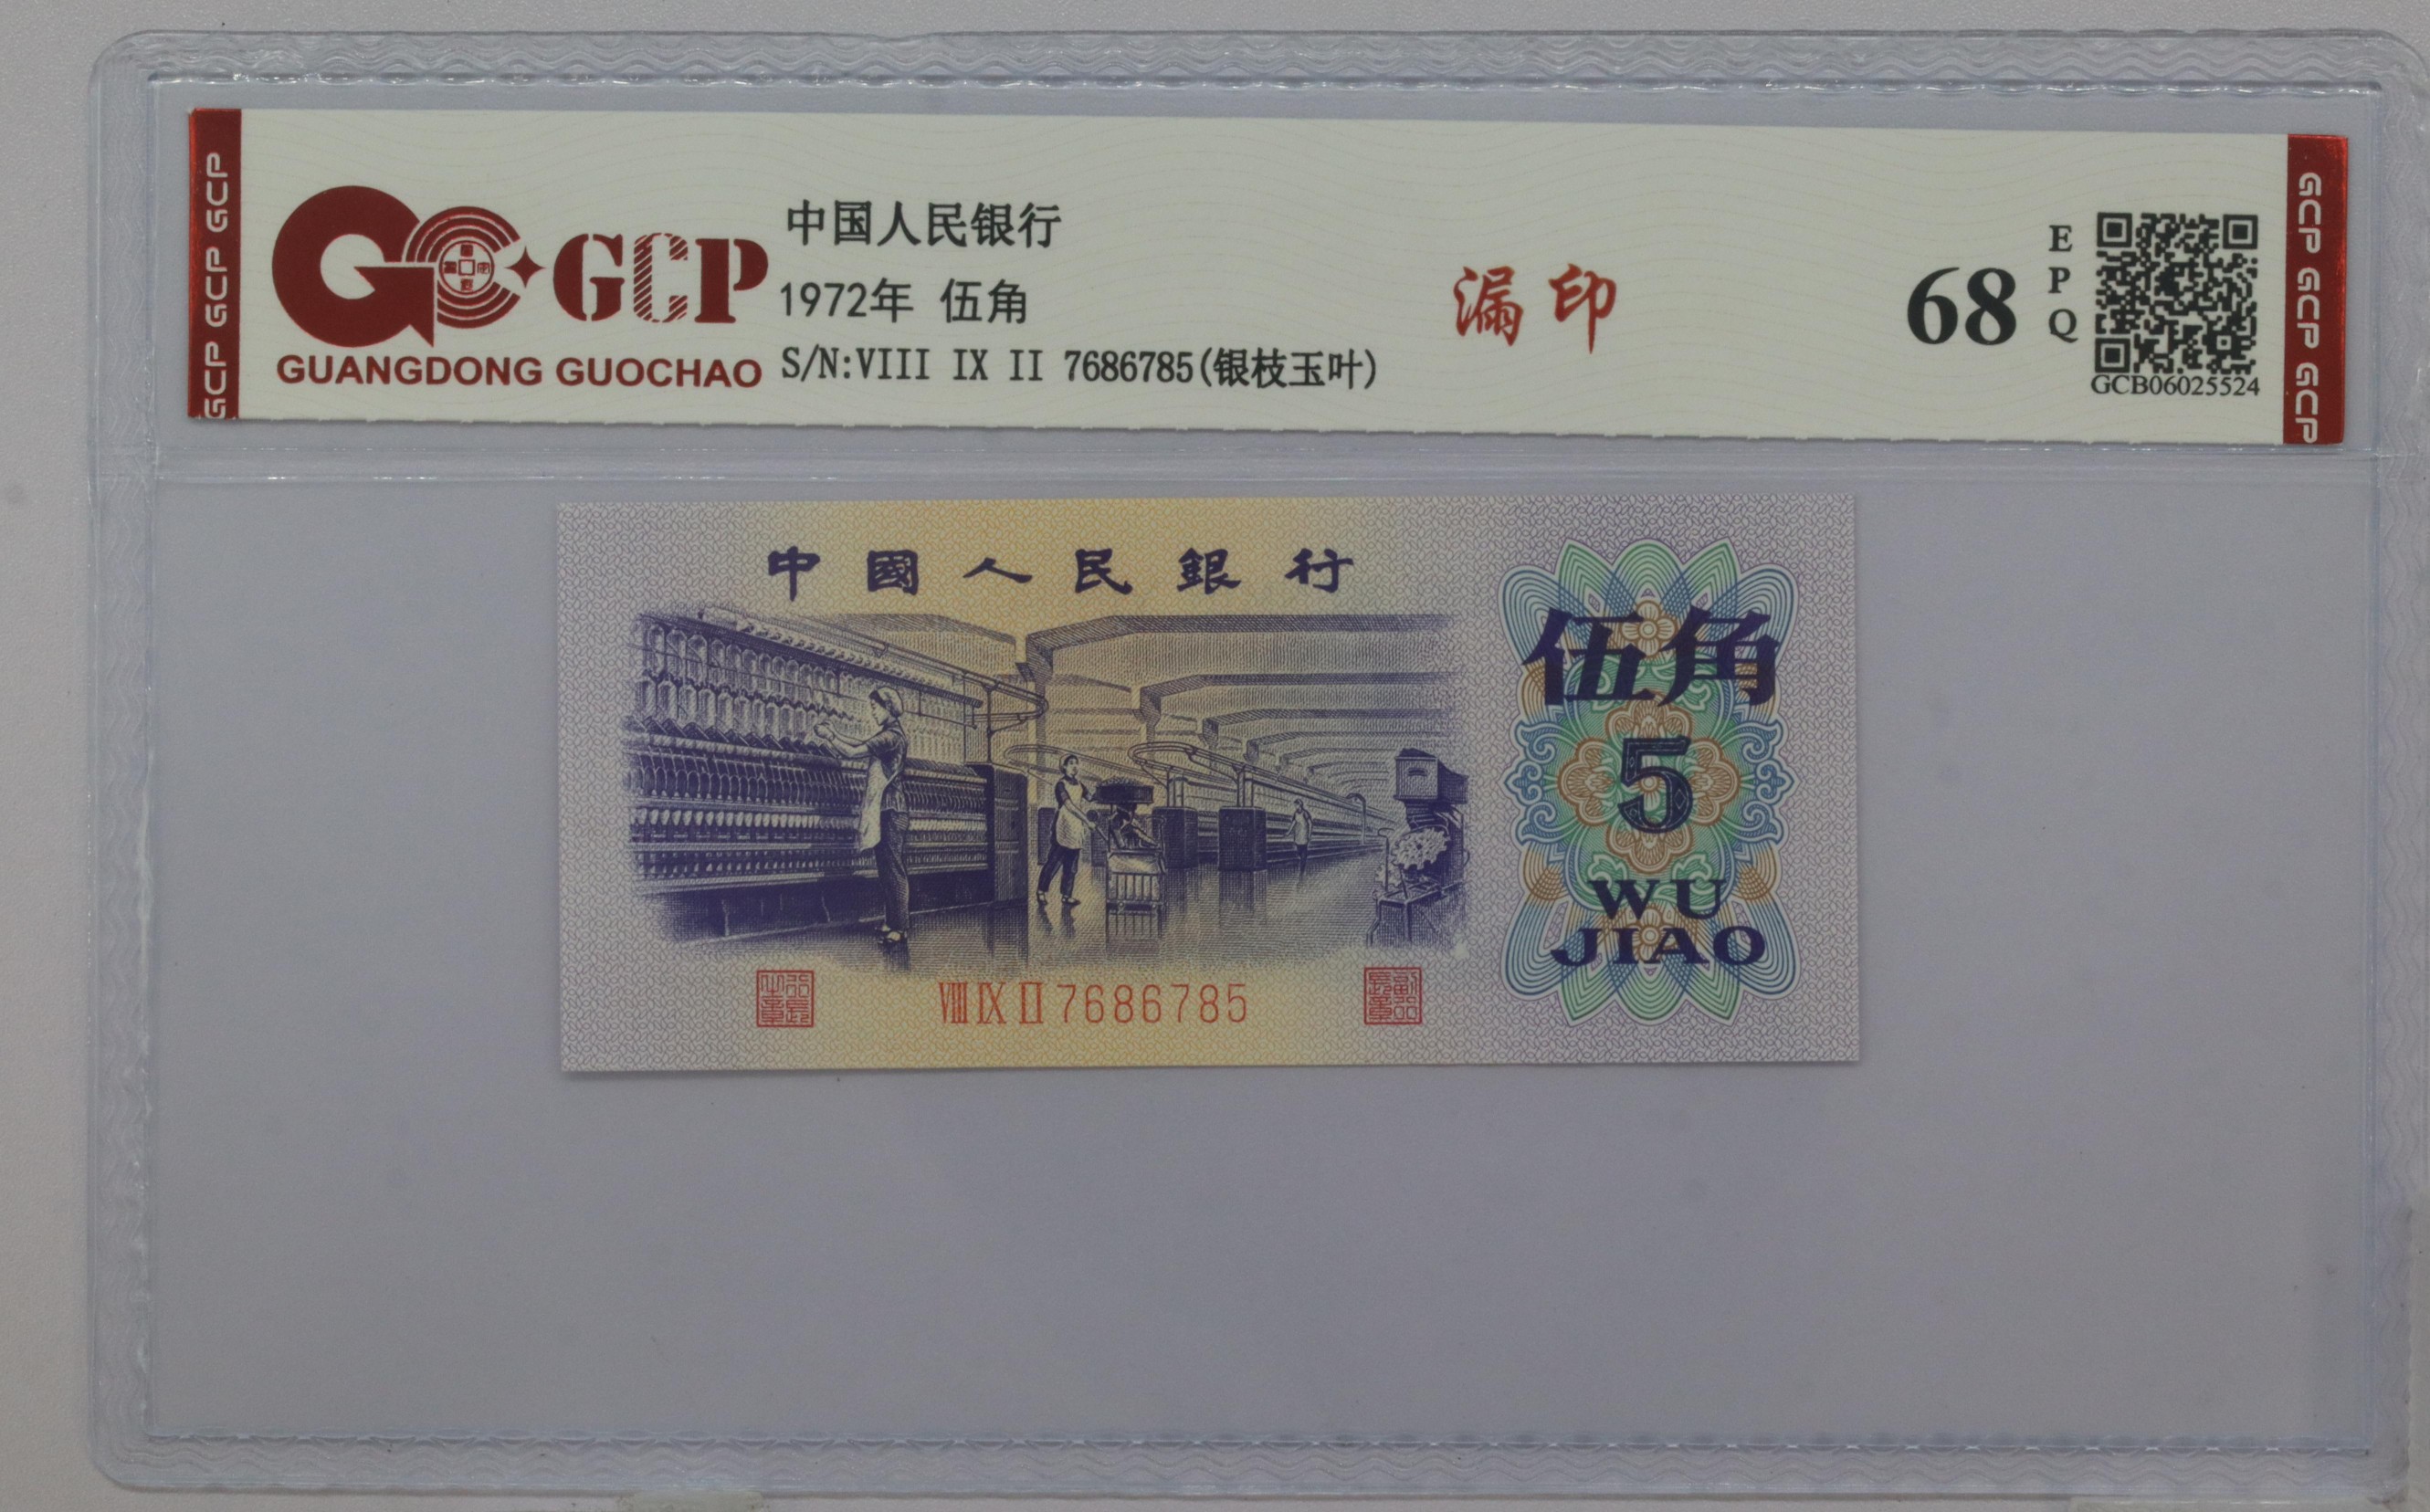 GCP GCP GCP
GCP
GUANGDONG GUOCHAO
中国人民银行
1972年 伍角
S/N:VIII IX II 7686785(银枝玉叶)
漏印
68
EPQ
GCB06025524
GCP GCP GCP
中國人民銀行
伍角
5
WU
JIAO
VIII IX II 7686785